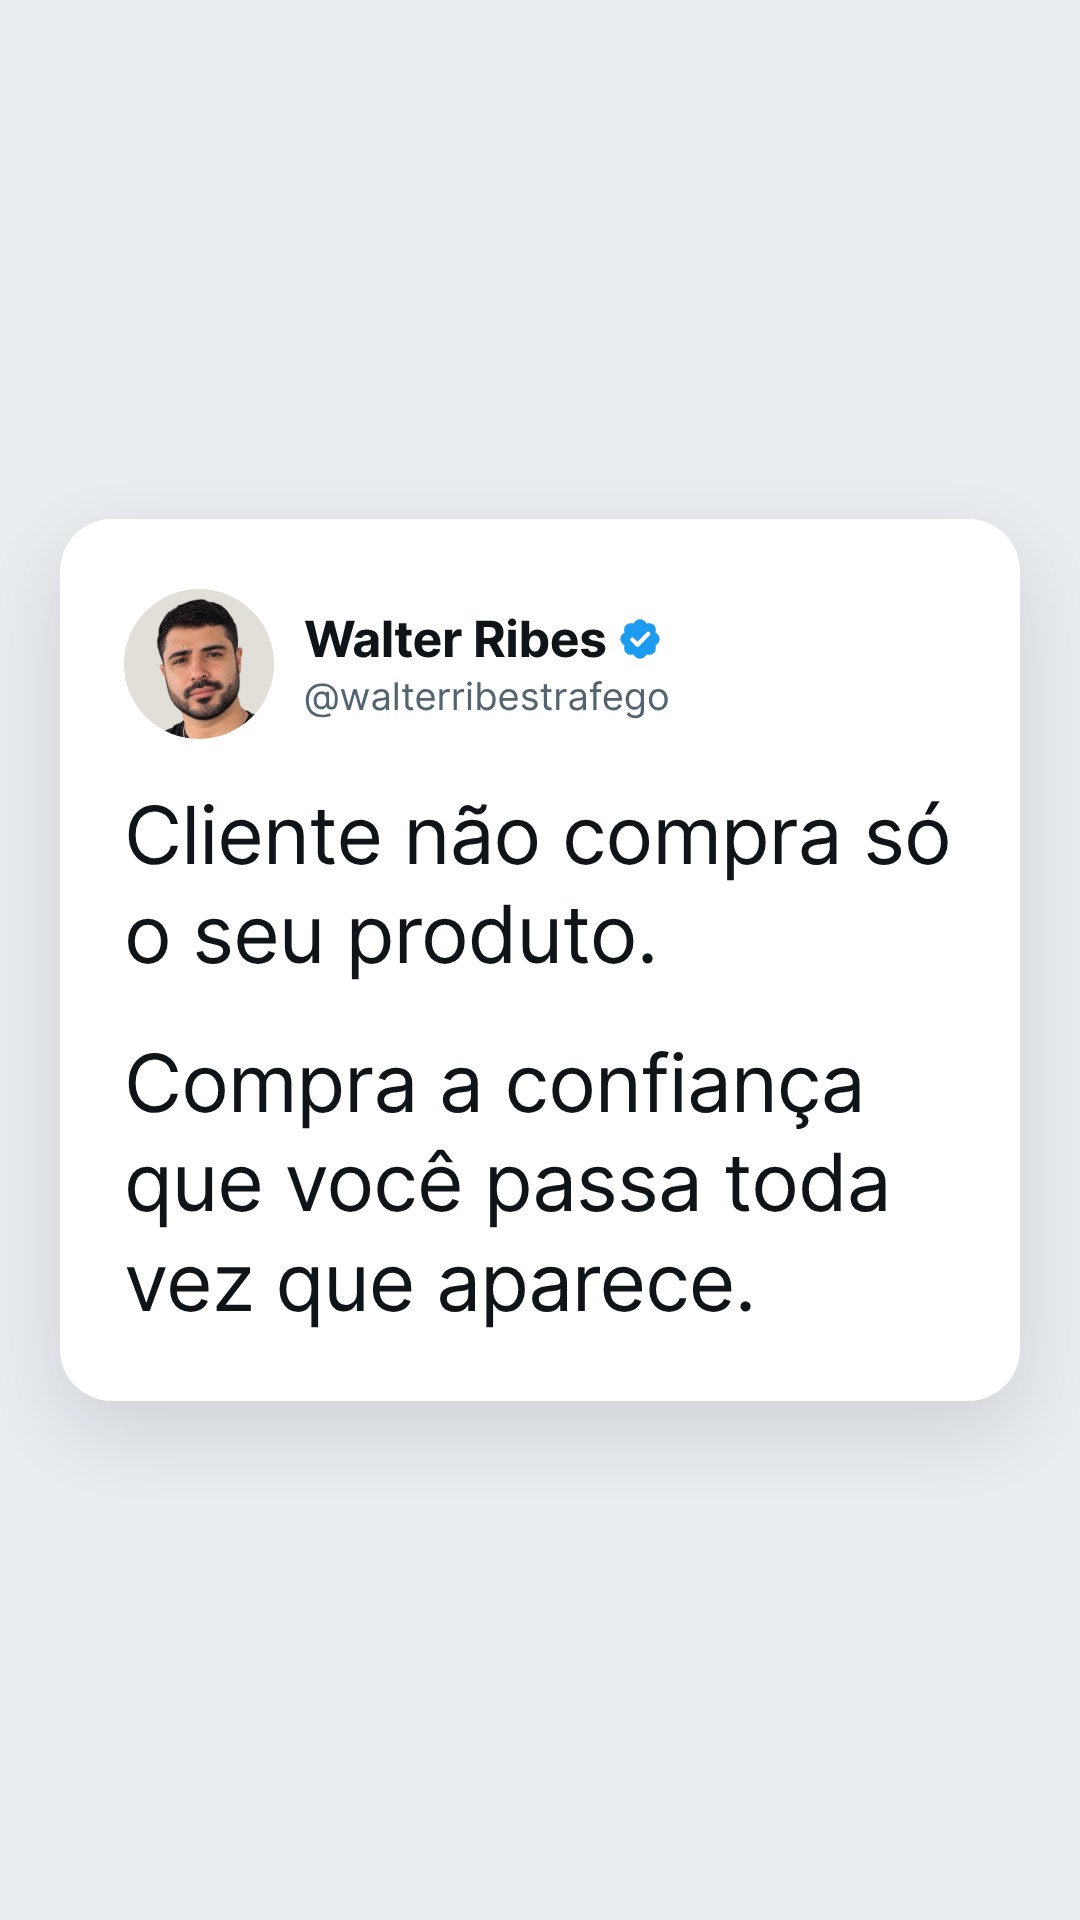 Walter Ribes
@walterribestrafego
Cliente não compra só
o seu produto.
Compra a confiança
que você passa toda
vez que aparece.